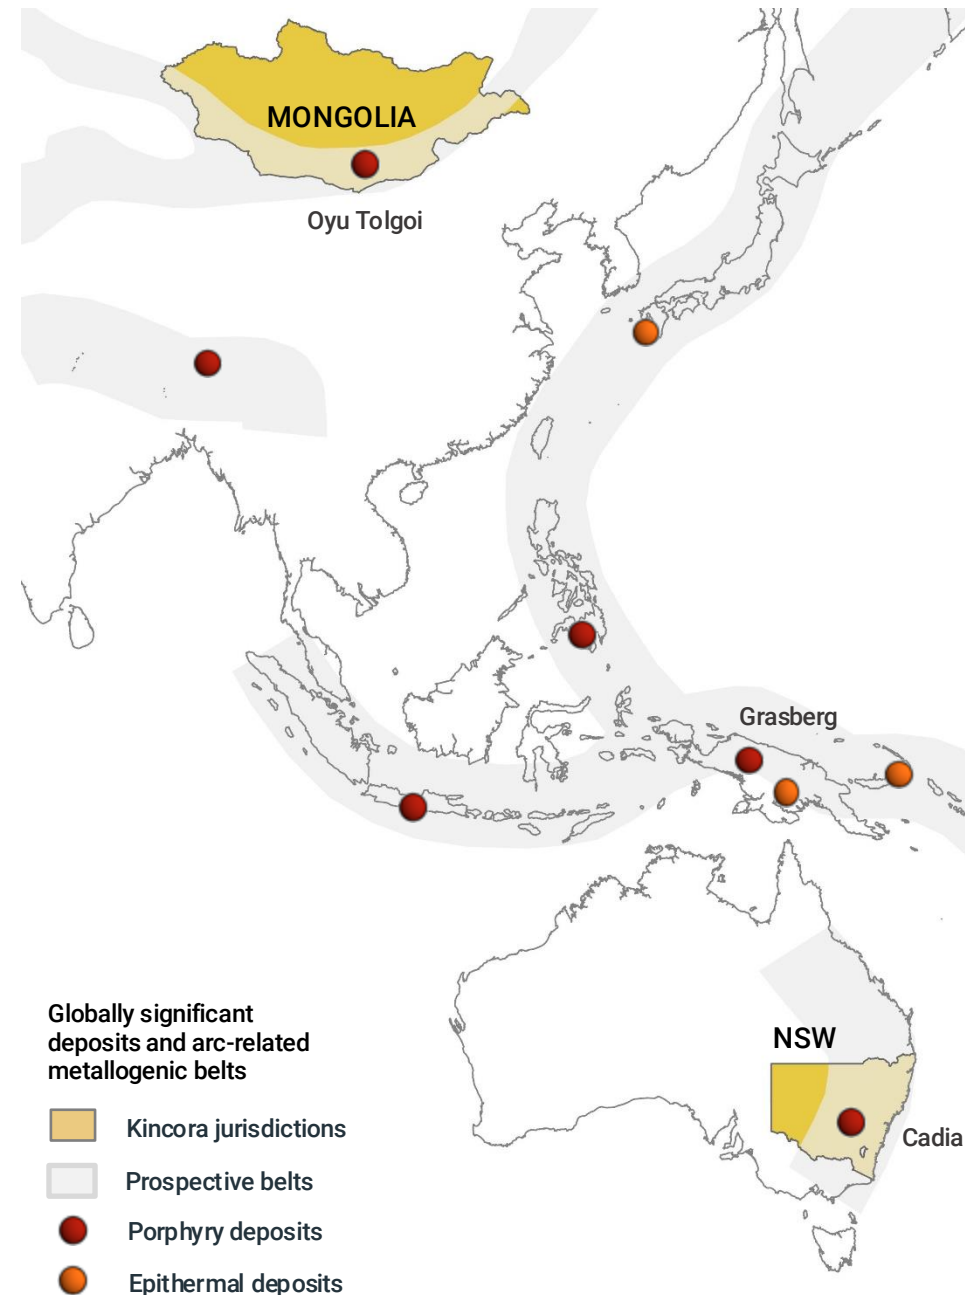 MONGOLIA
Oyu Tolgoi
Grasberg
NSW
Cadia
Globally significant
deposits and arc-related
metallogenic belts
Kincora jurisdictions
Prospective belts
Porphyry deposits
Epithermal deposits